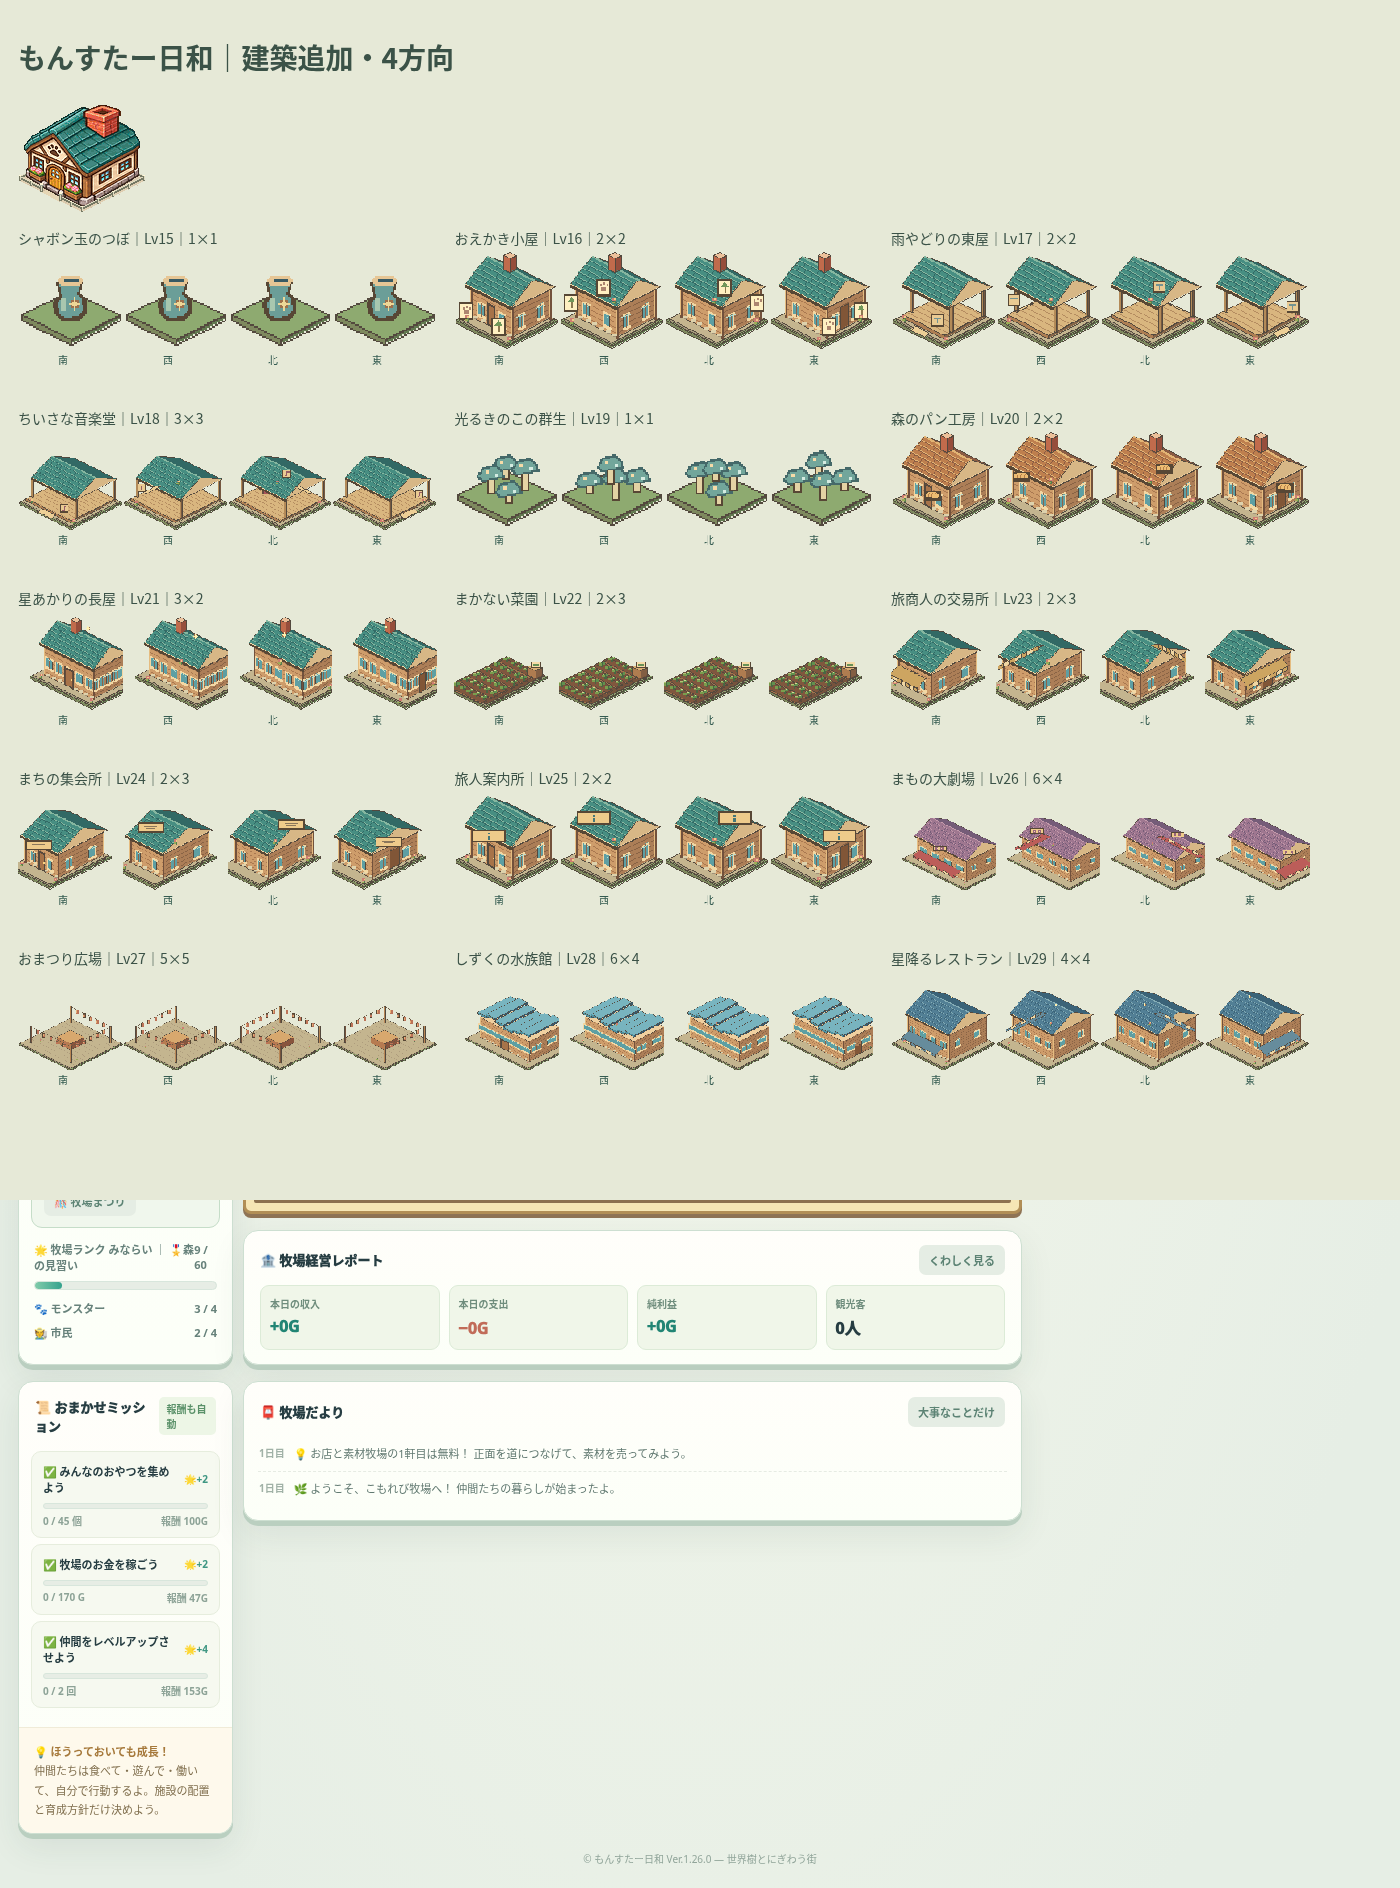 もんすたー日和｜建築追加・4方向
シャボン玉のつぼ｜Lv15｜1×1
おえかき小屋｜Lv16｜2×2
雨やどりの東屋｜Lv17｜2×2
南 西 北 東
南 西 北 東
南 西 北 東
ちいさな音楽堂｜Lv18｜3×3
光るきのこの群生｜Lv19｜1×1
森のパン工房｜Lv20｜2×2
南 西 北 東
南 西 北 東
南 西 北 東
星あかりの長屋｜Lv21｜3×2
まかない菜園｜Lv22｜2×3
旅商人の交易所｜Lv23｜2×3
南 西 北 東
南 西 北 東
南 西 北 東
まちの集会所｜Lv24｜2×3
旅人案内所｜Lv25｜2×2
まもの大劇場｜Lv26｜6×4
南 西 北 東
南 西 北 東
南 西 北 東
おまつり広場｜Lv27｜5×5
しずくの水族館｜Lv28｜6×4
星降るレストラン｜Lv29｜4×4
南 西 北 東
南 西 北 東
南 西 北 東
牧場まつり
牧場ランク みならい ｜ 🎖️森の見習い
9 / 60
モンスター 3 / 4
市民 2 / 4
おまかせミッション
報酬も自動
みんなのおやつを集めよう
+2
0 / 45 個 報酬 100G
牧場のお金を稼ごう
+2
0 / 170 G 報酬 47G
仲間をレベルアップさせよう
+4
0 / 2 回 報酬 153G
ほうっておいても成長！
仲間たちは食べて・遊んで・働い
て、自分で行動するよ。施設の配置
と育成方針だけ決めよう。
牧場経営レポート
くわしく見る
本日の収入
+0G
本日の支出
−0G
純利益
+0G
観光客
0人
牧場だより
大事なことだけ
1日目 お店と素材牧場の1軒目は無料！ 正面を道につなげて、素材を売ってみよう。
1日目 ようこそ、こもれび牧場へ！ 仲間たちの暮らしが始まったよ。
© もんすたー日和 Ver.1.26.0 — 世界樹とにぎわう街